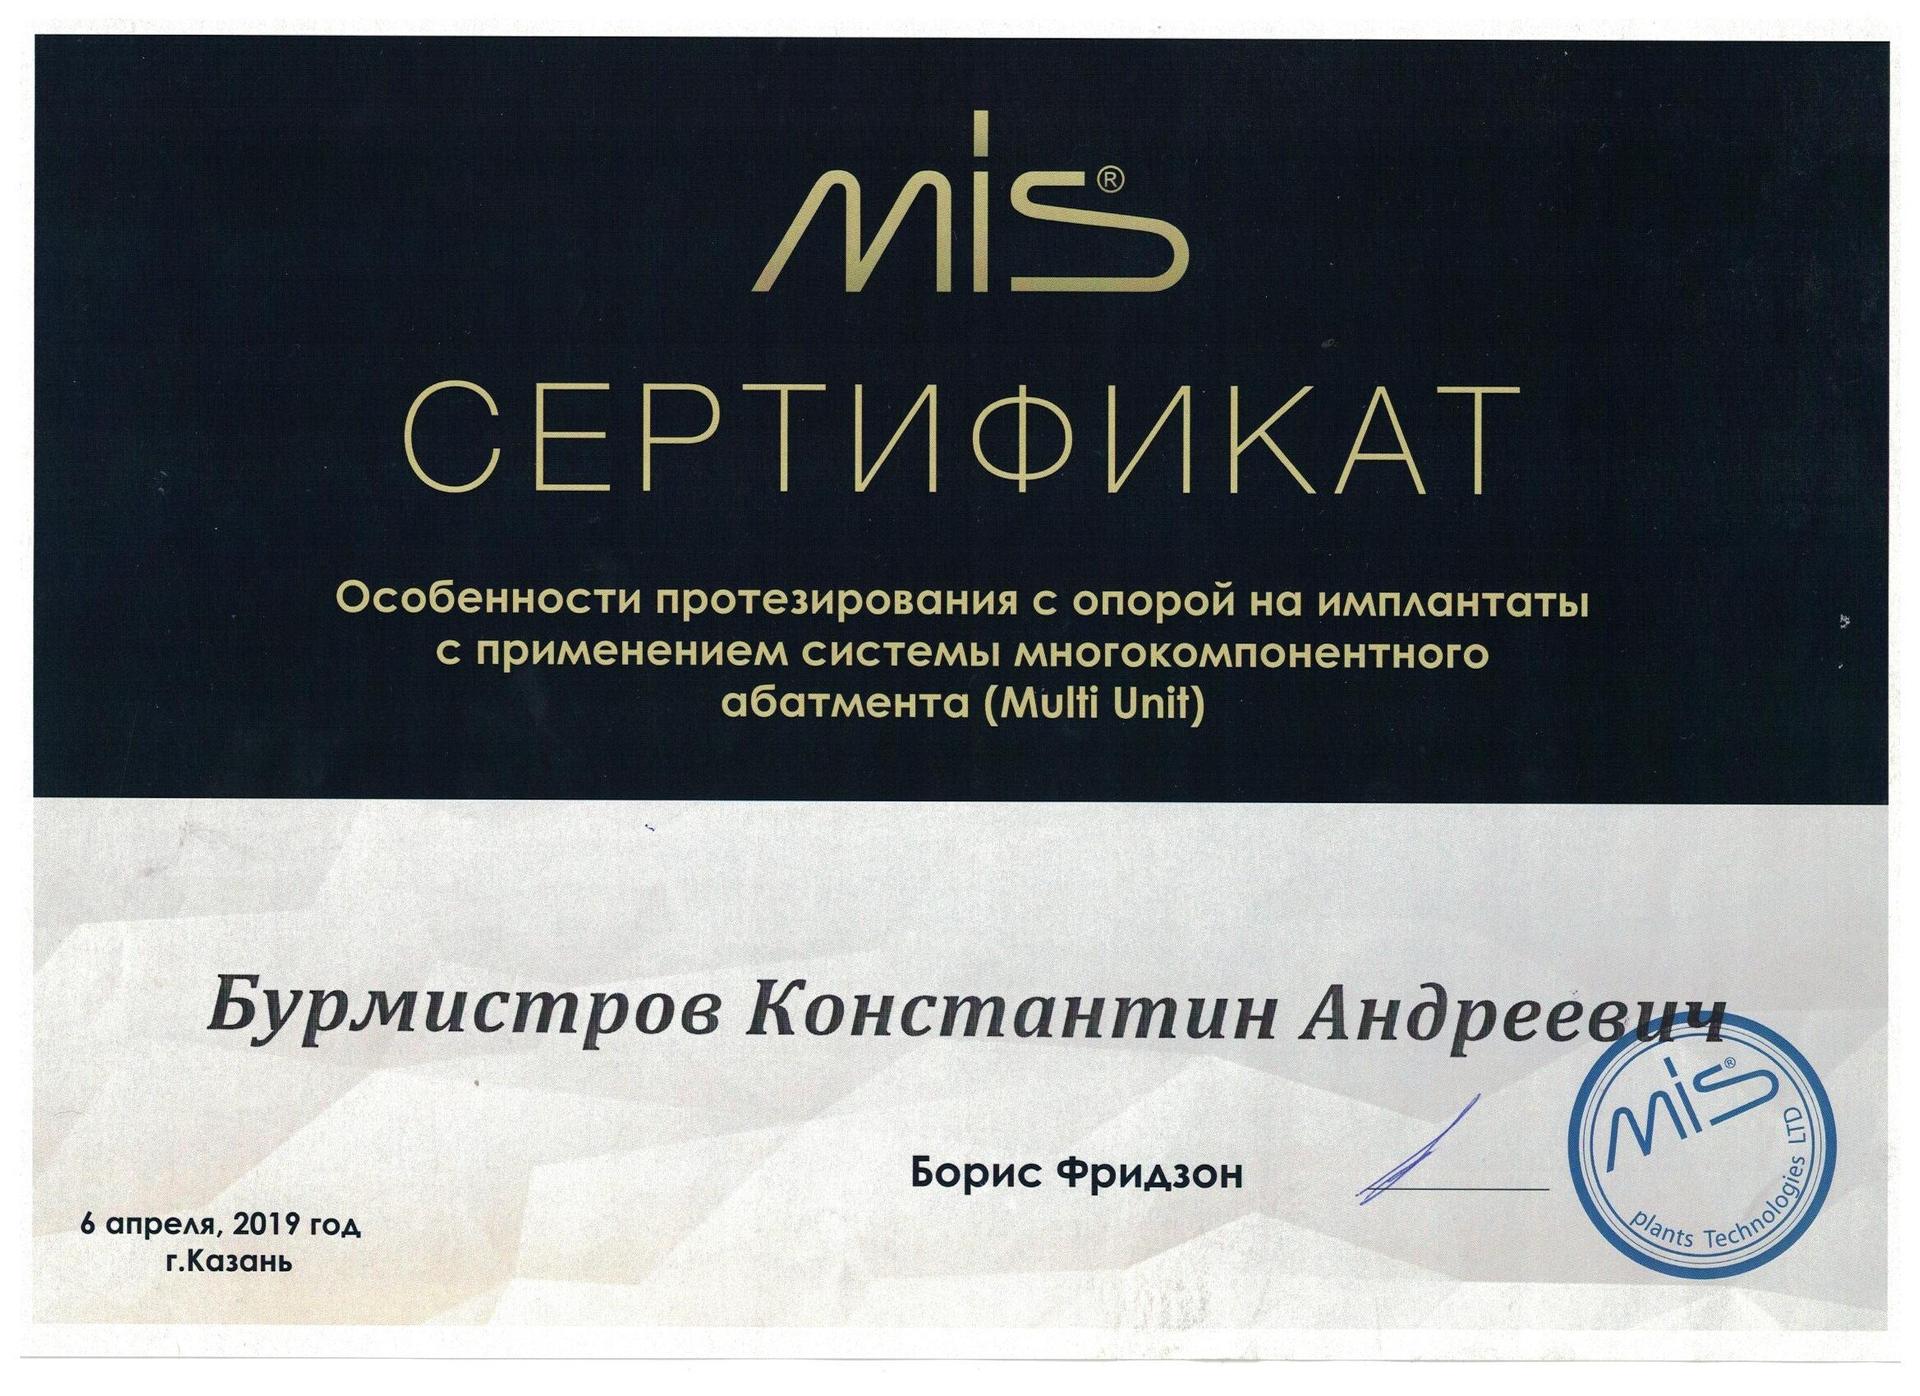 mis®
СЕРТИФИКАТ
Особенности протезирования с опорой на имплантаты
с применением системы многокомпонентного
абатмента (Multi Unit)
Бурмистров Константин Андреевич
mis®
plants Technologies LTD
Борис Фридзон
6 апреля, 2019 год
г.Казань